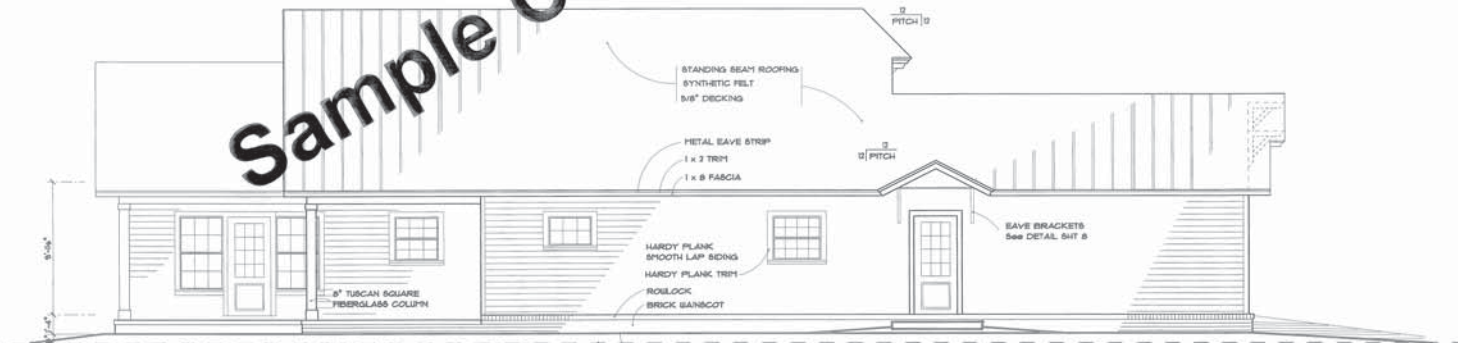 Sample
12
PITCH 12
STANDING SEAM ROOFING
SYNTHETIC FELT
5/8" DECKING
METAL EAVE STRIP
1 x 2 TRIM
1 x 8 FASCIA
12
12 PITCH
EAVE BRACKETS
See DETAIL SHT 8
HARDY PLANK
SMOOTH LAP SIDING
HARDY PLANK TRIM
8" TUSCAN SQUARE
FIBERGLASS COLUMN
ROWLOCK
BRICK WAINSCOT